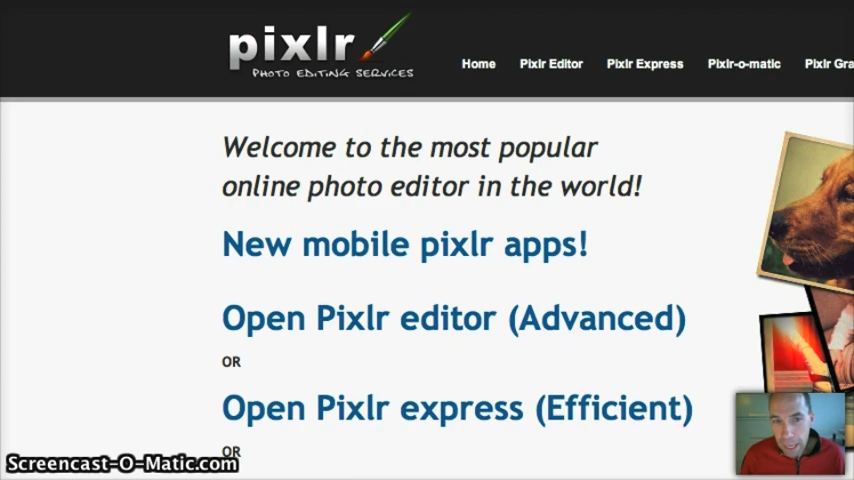 pixlr
PHOTO EDITING SERVICES
Home Pixlr Editor Pixlr Express Pixlr-o-matic Pixlr Gra
Welcome to the most popular
online photo editor in the world!
New mobile pixlr apps!
Open Pixlr editor (Advanced)
OR
Open Pixlr express (Efficient)
OR
Screencast-O-Matic.com